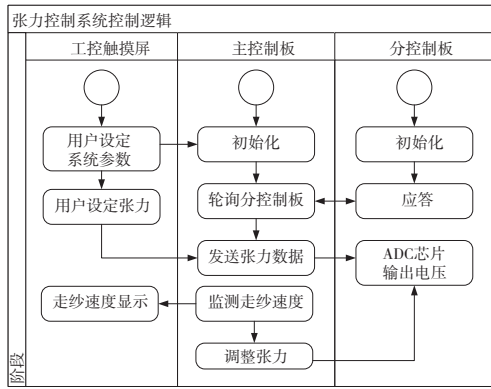 张力控制系统控制逻辑
工控触摸屏
主控制板
分控制板
用户设定
系统参数
初始化
初始化
用户设定张力
轮询分控制板
应答
发送张力数据
ADC芯片
输出电压
走纱速度显示
监测走纱速度
调整张力
阶段